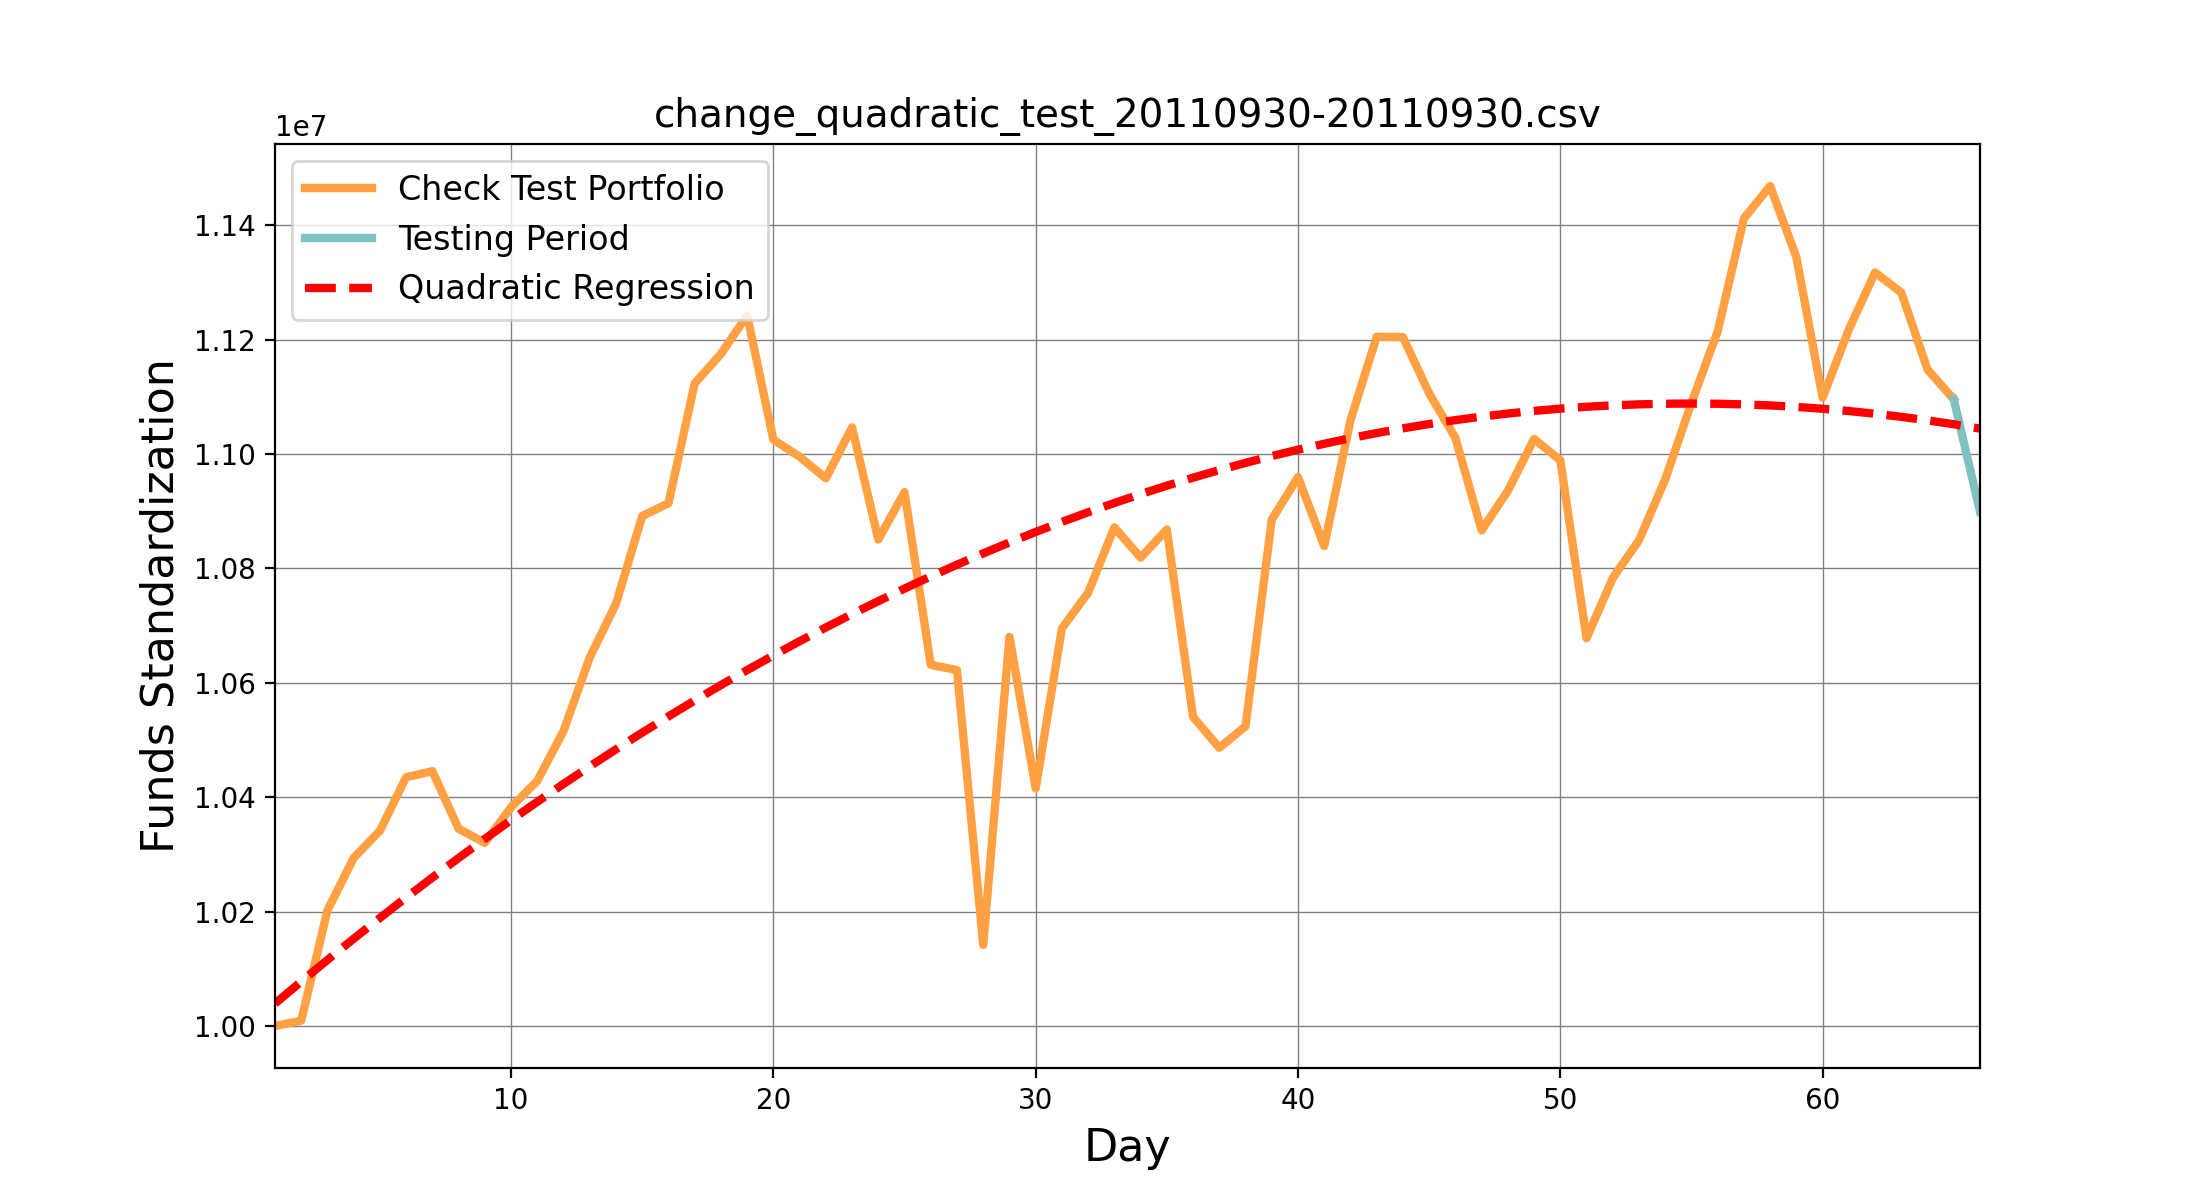 change_quadratic_test_20110930-20110930.csv
1e7
Check Test Portfolio
Testing Period
Quadratic Regression
1.14
1.12
1.10
1.08
1.06
1.04
1.02
1.00
Funds Standardization
10 20 30 40 50 60
Day